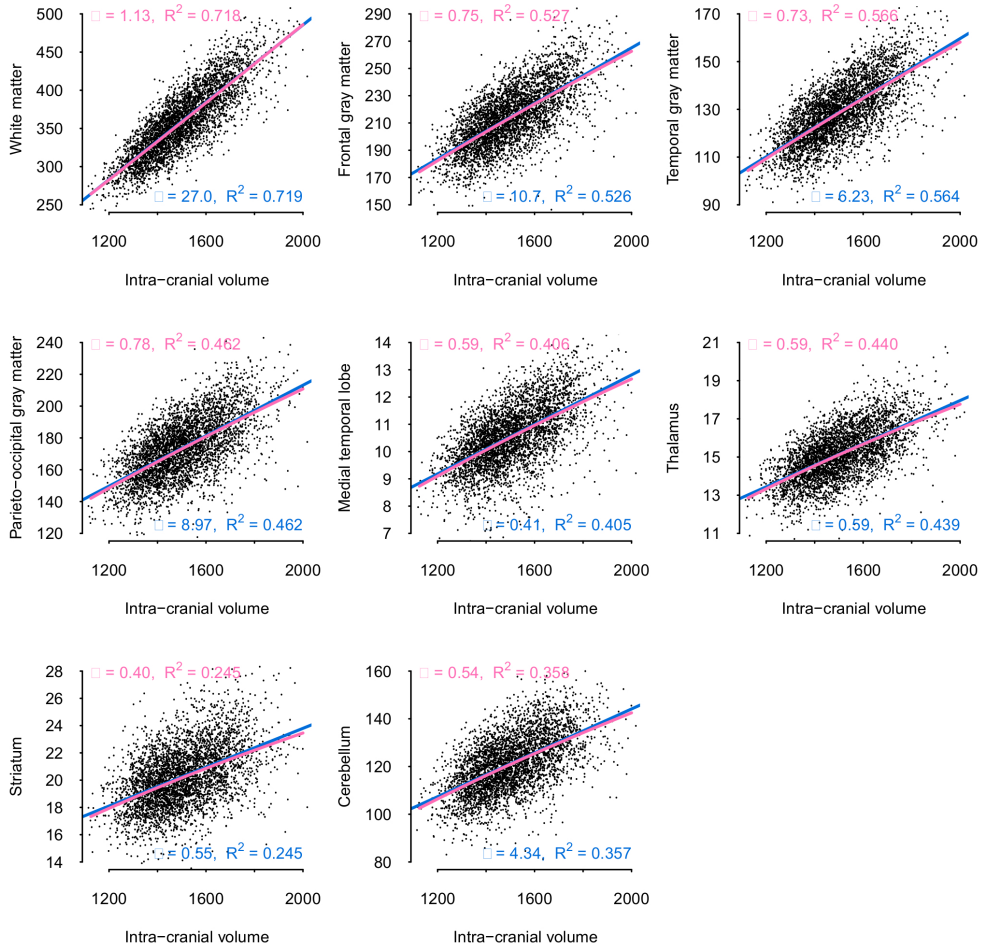 500
450
400
350
300
250
White matter
□ = 1.13, R² = 0.718
□ = 27.0, R² = 0.719
1200 1600 2000
Intra−cranial volume
290
270
250
230
210
190
170
150
Frontal gray matter
□ = 0.75, R² = 0.527
□ = 10.7, R² = 0.526
1200 1600 2000
Intra−cranial volume
170
150
130
110
90
Temporal gray matter
□ = 0.73, R² = 0.566
□ = 6.23, R² = 0.564
1200 1600 2000
Intra−cranial volume
240
220
200
180
160
140
120
Parieto−occipital gray matter
□ = 0.78, R² = 0.462
□ = 8.97, R² = 0.462
1200 1600 2000
Intra−cranial volume
14
13
12
11
10
9
8
7
Medial temporal lobe
□ = 0.59, R² = 0.406
□ = 0.41, R² = 0.405
1200 1600 2000
Intra−cranial volume
21
19
17
15
13
11
Thalamus
□ = 0.59, R² = 0.440
□ = 0.59, R² = 0.439
1200 1600 2000
Intra−cranial volume
28
26
24
22
20
18
16
14
Striatum
□ = 0.40, R² = 0.245
□ = 0.55, R² = 0.245
1200 1600 2000
Intra−cranial volume
160
140
120
100
80
Cerebellum
□ = 0.54, R² = 0.358
□ = 4.34, R² = 0.357
1200 1600 2000
Intra−cranial volume